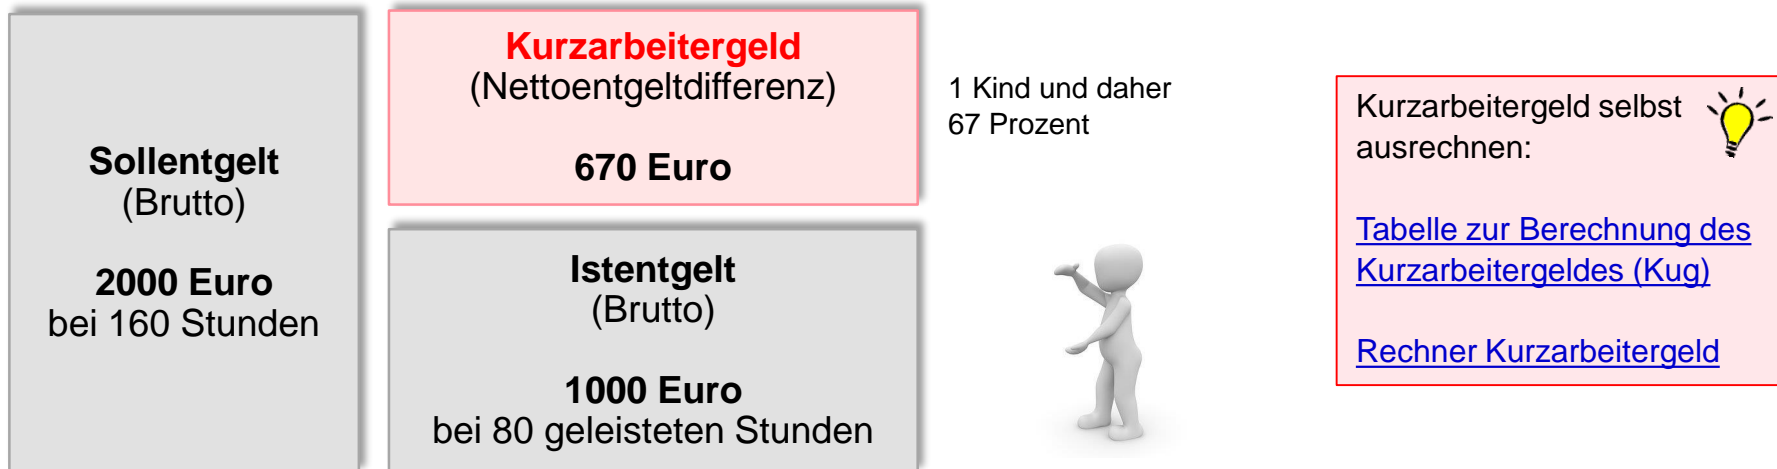 Sollentgelt
(Brutto)
2000 Euro
bei 160 Stunden
Kurzarbeitergeld
(Nettoentgeltdifferenz)
670 Euro
Istentgelt
(Brutto)
1000 Euro
bei 80 geleisteten Stunden
1 Kind und daher
67 Prozent
Kurzarbeitergeld selbst
ausrechnen:
Tabelle zur Berechnung des
Kurzarbeitergeldes (Kug)
Rechner Kurzarbeitergeld